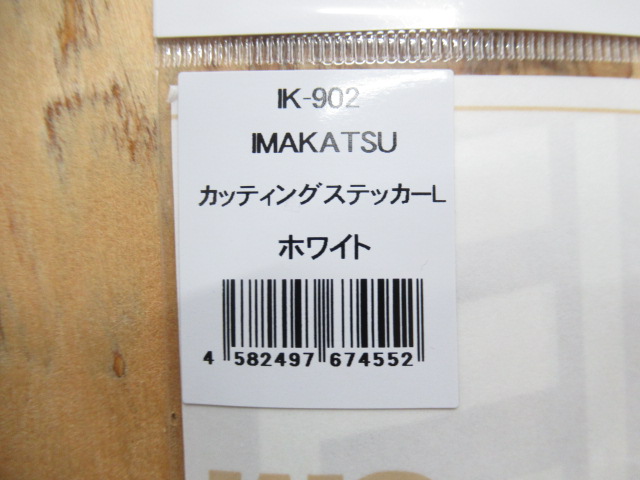 IK-902
IMAKATSU
カッティングステッカーL
ホワイト
4 582497 674552